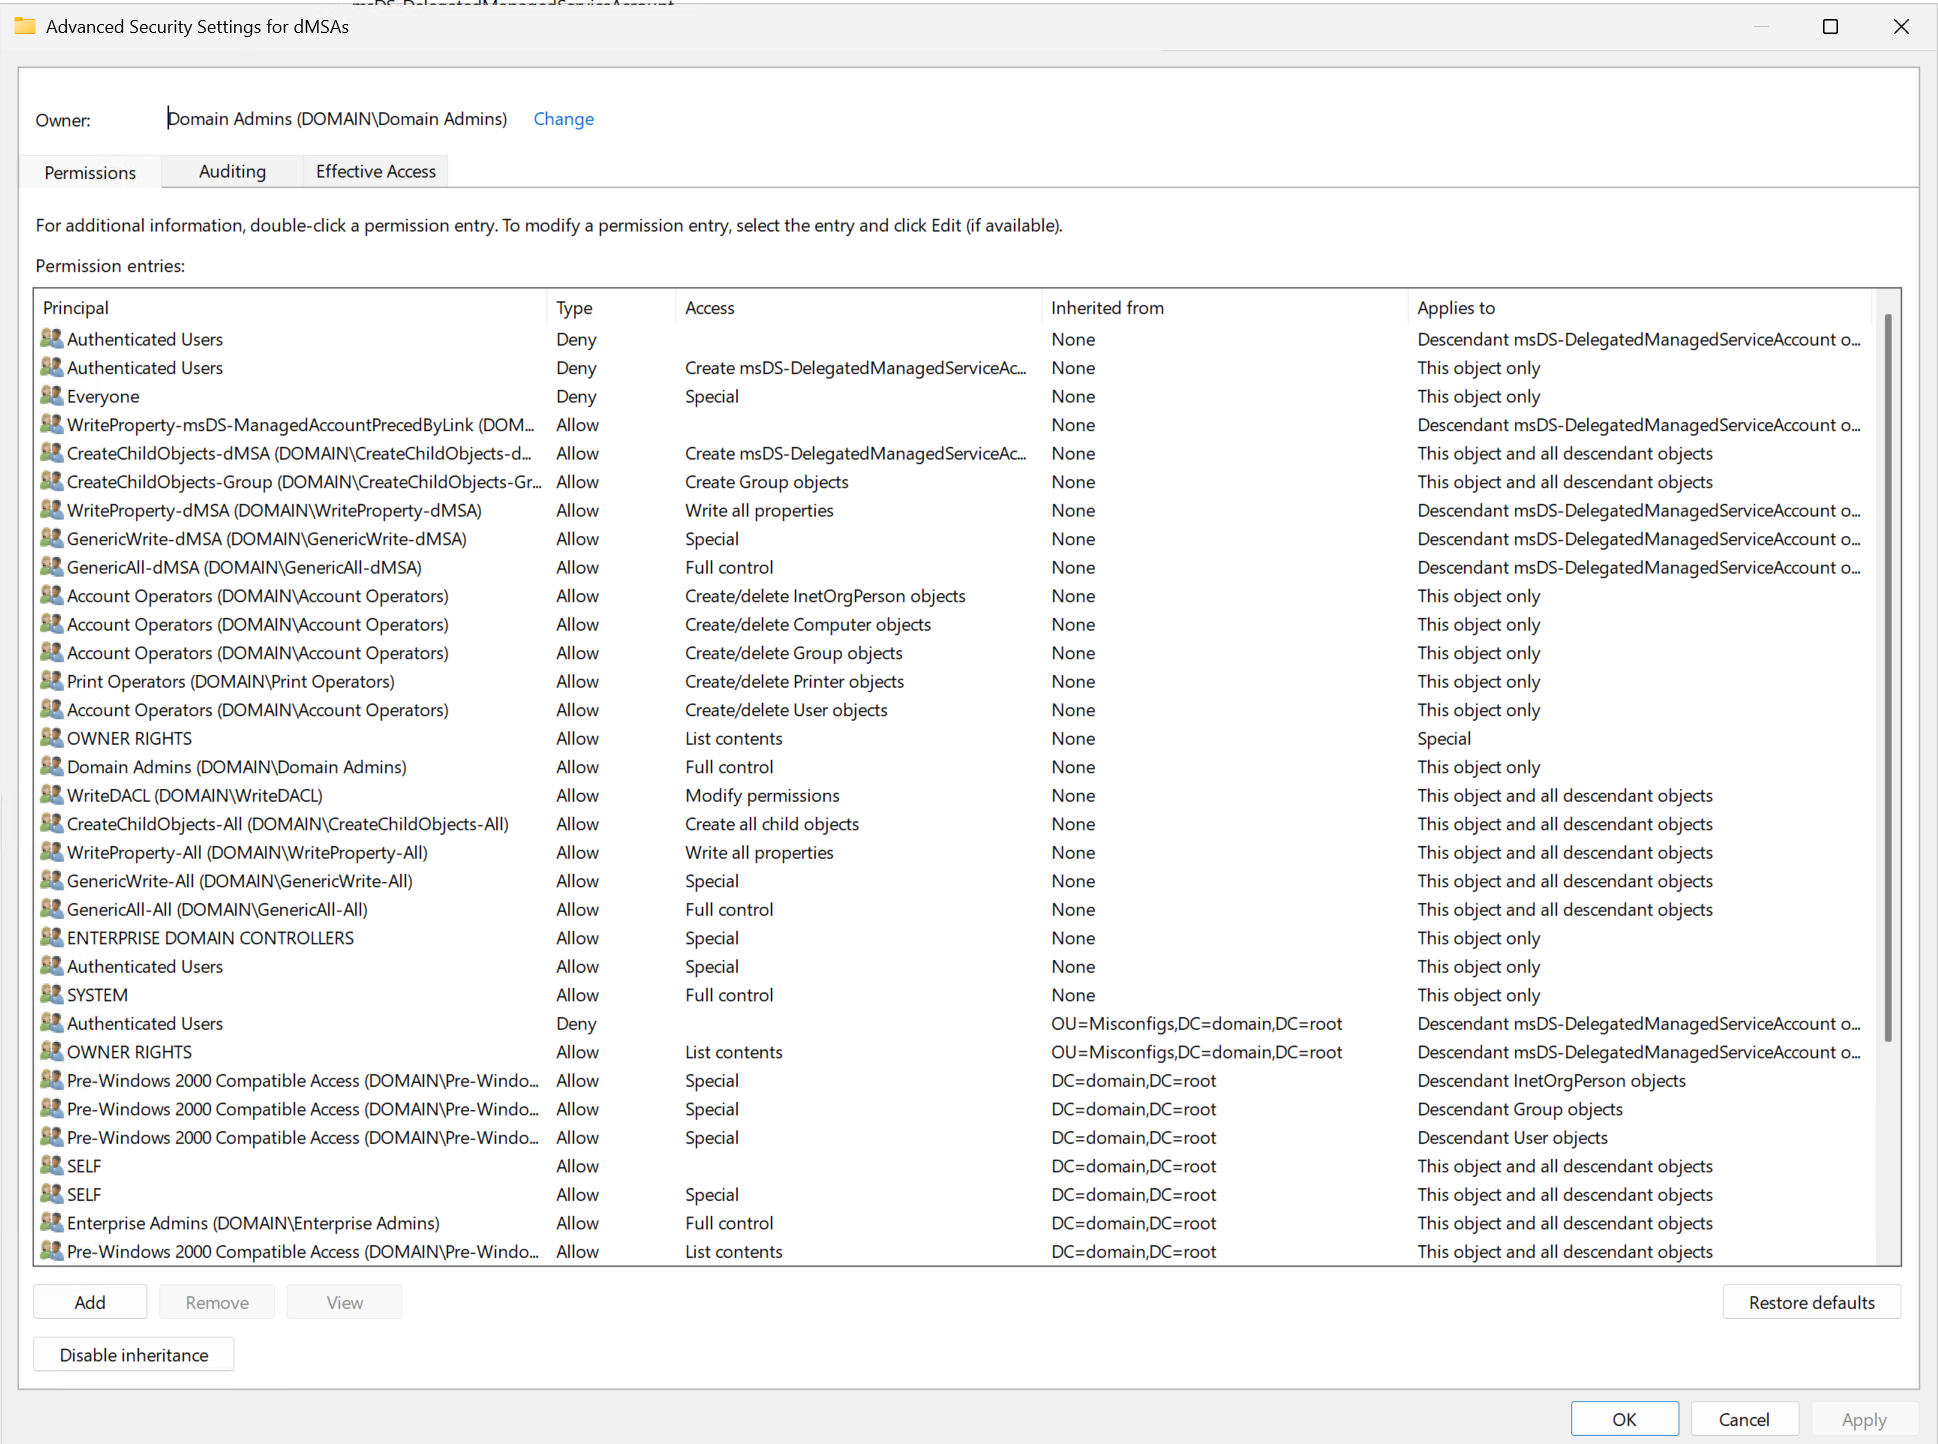 msDS-DelegatedManagedServiceAccount
Advanced Security Settings for dMSAs
Owner: Domain Admins (DOMAIN\Domain Admins) Change
Permissions Auditing Effective Access
For additional information, double-click a permission entry. To modify a permission entry, select the entry and click Edit (if available).
Permission entries:
Principal Type Access Inherited from Applies to
Authenticated Users Deny None Descendant msDS-DelegatedManagedServiceAccount o...
Authenticated Users Deny Create msDS-DelegatedManagedServiceAc... None This object only
Everyone Deny Special None This object only
WriteProperty-msDS-ManagedAccountPrecedByLink (DOM... Allow None Descendant msDS-DelegatedManagedServiceAccount o...
CreateChildObjects-dMSA (DOMAIN\CreateChildObjects-d... Allow Create msDS-DelegatedManagedServiceAc... None This object and all descendant objects
CreateChildObjects-Group (DOMAIN\CreateChildObjects-Gr... Allow Create Group objects None This object and all descendant objects
WriteProperty-dMSA (DOMAIN\WriteProperty-dMSA) Allow Write all properties None Descendant msDS-DelegatedManagedServiceAccount o...
GenericWrite-dMSA (DOMAIN\GenericWrite-dMSA) Allow Special None Descendant msDS-DelegatedManagedServiceAccount o...
GenericAll-dMSA (DOMAIN\GenericAll-dMSA) Allow Full control None Descendant msDS-DelegatedManagedServiceAccount o...
Account Operators (DOMAIN\Account Operators) Allow Create/delete InetOrgPerson objects None This object only
Account Operators (DOMAIN\Account Operators) Allow Create/delete Computer objects None This object only
Account Operators (DOMAIN\Account Operators) Allow Create/delete Group objects None This object only
Print Operators (DOMAIN\Print Operators) Allow Create/delete Printer objects None This object only
Account Operators (DOMAIN\Account Operators) Allow Create/delete User objects None This object only
OWNER RIGHTS Allow List contents None Special
Domain Admins (DOMAIN\Domain Admins) Allow Full control None This object only
WriteDACL (DOMAIN\WriteDACL) Allow Modify permissions None This object and all descendant objects
CreateChildObjects-All (DOMAIN\CreateChildObjects-All) Allow Create all child objects None This object and all descendant objects
WriteProperty-All (DOMAIN\WriteProperty-All) Allow Write all properties None This object and all descendant objects
GenericWrite-All (DOMAIN\GenericWrite-All) Allow Special None This object and all descendant objects
GenericAll-All (DOMAIN\GenericAll-All) Allow Full control None This object and all descendant objects
ENTERPRISE DOMAIN CONTROLLERS Allow Special None This object only
Authenticated Users Allow Special None This object only
SYSTEM Allow Full control None This object only
Authenticated Users Deny OU=Misconfigs,DC=domain,DC=root Descendant msDS-DelegatedManagedServiceAccount o...
OWNER RIGHTS Allow List contents OU=Misconfigs,DC=domain,DC=root Descendant msDS-DelegatedManagedServiceAccount o...
Pre-Windows 2000 Compatible Access (DOMAIN\Pre-Windo... Allow Special DC=domain,DC=root Descendant InetOrgPerson objects
Pre-Windows 2000 Compatible Access (DOMAIN\Pre-Windo... Allow Special DC=domain,DC=root Descendant Group objects
Pre-Windows 2000 Compatible Access (DOMAIN\Pre-Windo... Allow Special DC=domain,DC=root Descendant User objects
SELF Allow DC=domain,DC=root This object and all descendant objects
SELF Allow Special DC=domain,DC=root This object and all descendant objects
Enterprise Admins (DOMAIN\Enterprise Admins) Allow Full control DC=domain,DC=root This object and all descendant objects
Pre-Windows 2000 Compatible Access (DOMAIN\Pre-Windo... Allow List contents DC=domain,DC=root This object and all descendant objects
Add Remove View Restore defaults
Disable inheritance
OK Cancel Apply